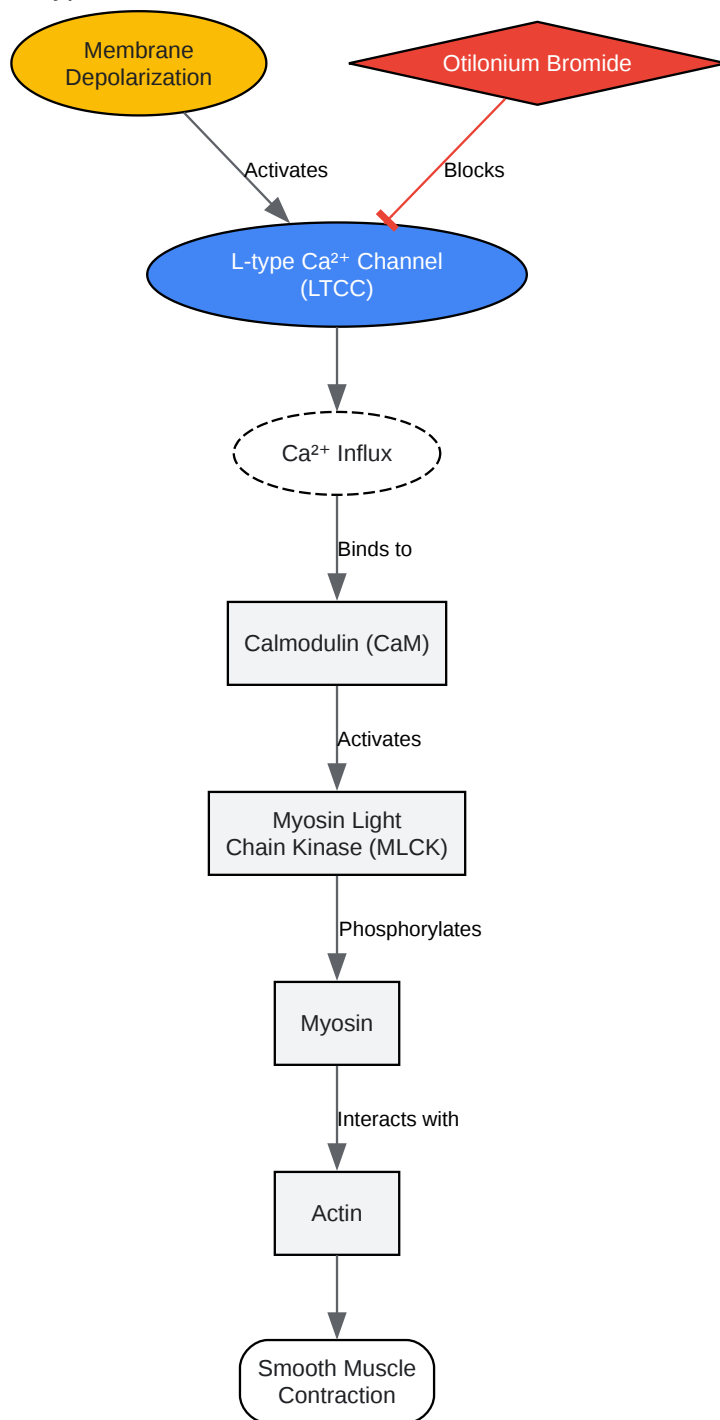 Membrane
Depolarization
Otilonium Bromide
Activates
Blocks
L-type Ca²⁺ Channel
(LTCC)
Ca²⁺ Influx
Binds to
Calmodulin (CaM)
Activates
Myosin Light
Chain Kinase (MLCK)
Phosphorylates
Myosin
Interacts with
Actin
Smooth Muscle
Contraction